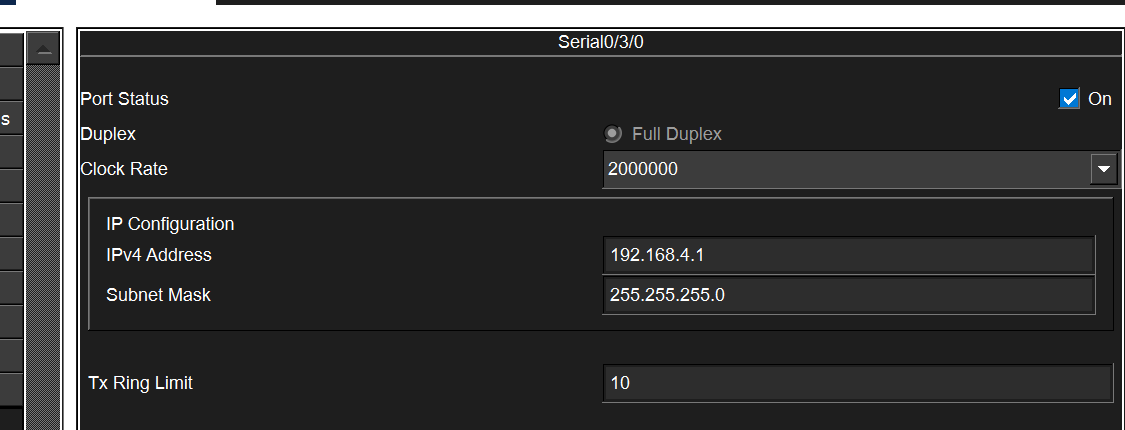 Serial0/3/0
s
Port Status On
Duplex Full Duplex
Clock Rate 2000000
IP Configuration
IPv4 Address 192.168.4.1
Subnet Mask 255.255.255.0
Tx Ring Limit 10